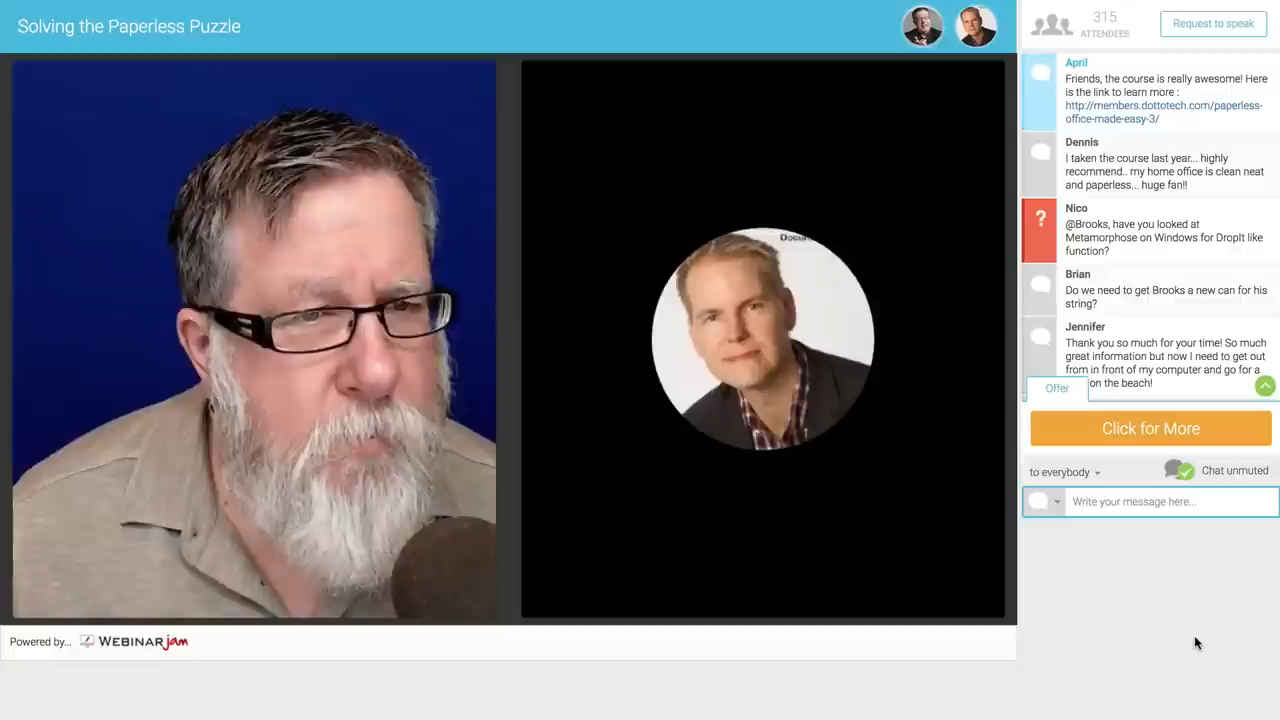 Solving the Paperless Puzzle
315
ATTENDEES
Request to speak
April
Friends, the course is really awesome! Here
is the link to learn more :
http://members.dottotech.com/paperless-
office-made-easy-3/
Dennis
I taken the course last year... highly
recommend.. my home office is clean neat
and paperless... huge fan!!
?
Nico
@Brooks, have you looked at
Metamorphose on Windows for DropIt like
function?
Brian
Do we need to get Brooks a new can for his
string?
Jennifer
Thank you so much for your time! So much
great information but now I need to get out
from in front of my computer and go for a
on the beach!
Offer
Click for More
to everybody
Chat unmuted
Write your message here...
Powered by...
WEBINARjam